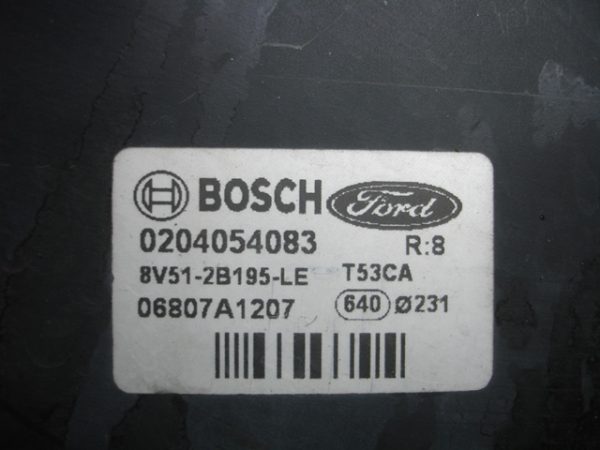 BOSCH Ford
0204054083 R:8
8V51-2B195-LE T53CA
06807A1207 640 Ø231